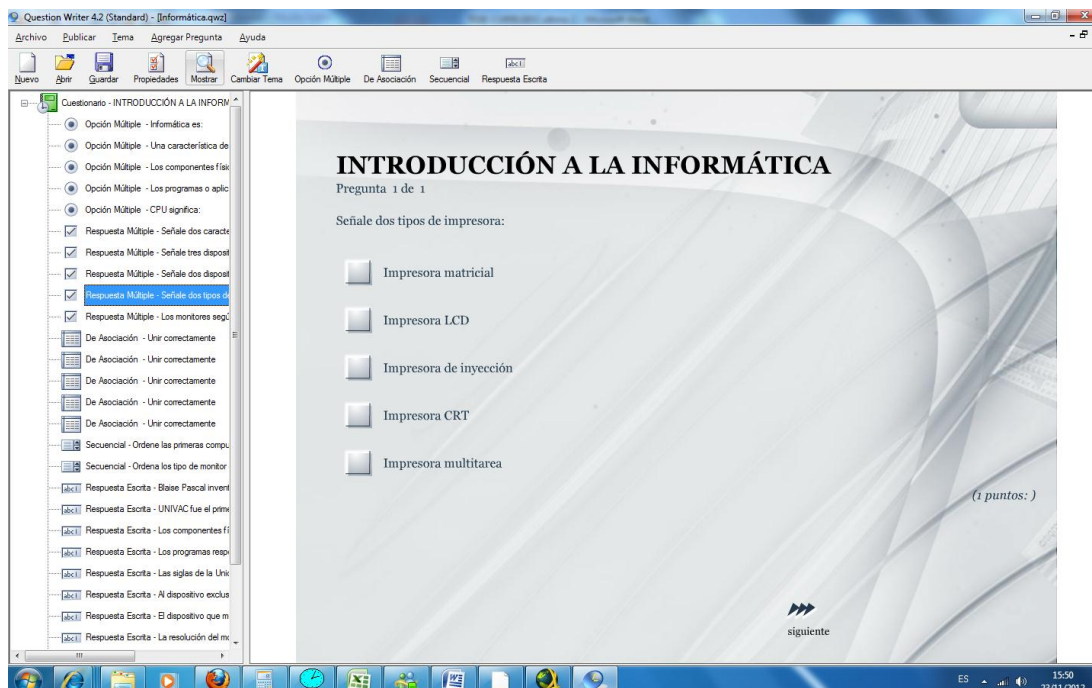 Question Writer 4.2 (Standard) - [Informática.qwz]
Archivo Publicar Tema Agregar Pregunta Ayuda
Nuevo Abrir Guardar Propiedades Mostrar Cambiar Tema Opción Múltiple De Asociación Secuencial Respuesta Escrita
Cuestionario - INTRODUCCIÓN A LA INFORM
Opción Múltiple - Informática es:
Opción Múltiple - Una característica de
Opción Múltiple - Los componentes físi
Opción Múltiple - Los programas o aplic
Opción Múltiple - CPU significa:
Respuesta Múltiple - Señale dos caracte
Respuesta Múltiple - Señale tres disposit
Respuesta Múltiple - Señale dos disposit
Respuesta Múltiple - Señale dos tipos de
Respuesta Múltiple - Los monitores segú
De Asociación - Unir correctamente
De Asociación - Unir correctamente
De Asociación - Unir correctamente
De Asociación - Unir correctamente
De Asociación - Unir correctamente
Secuencial - Ordene las primeras compu
Secuencial - Ordena los tipo de monitor
Respuesta Escrita - Blaise Pascal invent
Respuesta Escrita - UNIVAC fue el prime
Respuesta Escrita - Los componentes fí
Respuesta Escrita - Los programas respo
Respuesta Escrita - Las siglas de la Unic
Respuesta Escrita - Al dispositivo exclus
Respuesta Escrita - El dispositivo que m
Respuesta Escrita - La resolución del mo
INTRODUCCIÓN A LA INFORMÁTICA
Pregunta 1 de 1
Señale dos tipos de impresora:
Impresora matricial
Impresora LCD
Impresora de inyección
Impresora CRT
Impresora multitarea
(1 puntos: )
siguiente
ES 15:50